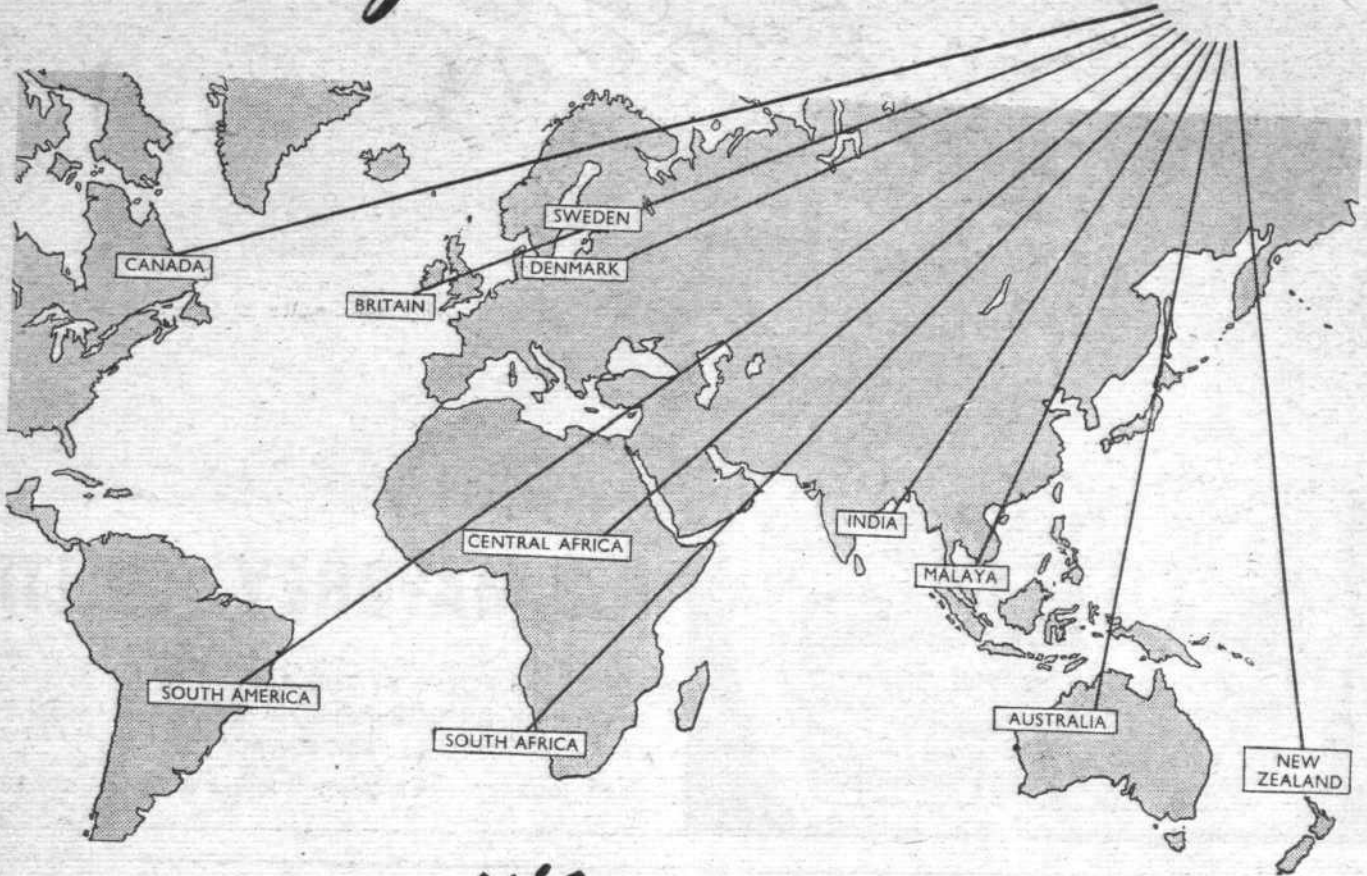 SWEDEN
CANADA
DENMARK
BRITAIN
INDIA
CENTRAL AFRICA
MALAYA
SOUTH AMERICA
AUSTRALIA
SOUTH AFRICA
NEW
ZEALAND